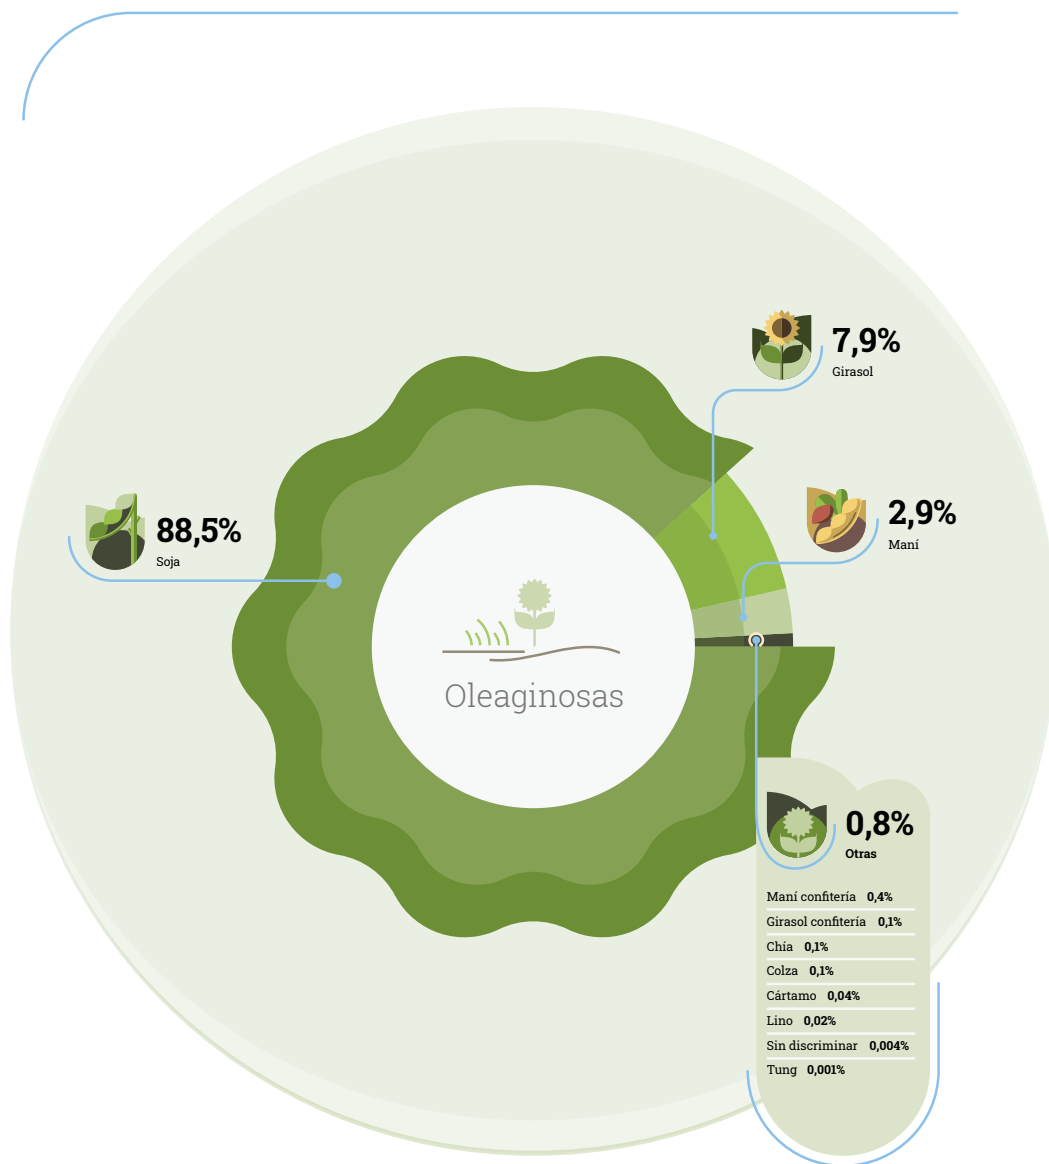 7,9%
Girasol
88,5%
Soja
2,9%
Maní
Oleaginosas
0,8%
Otras
Maní confitería 0,4%
Girasol confitería 0,1%
Chía 0,1%
Colza 0,1%
Cártamo 0,04%
Lino 0,02%
Sin discriminar 0,004%
Tung 0,001%